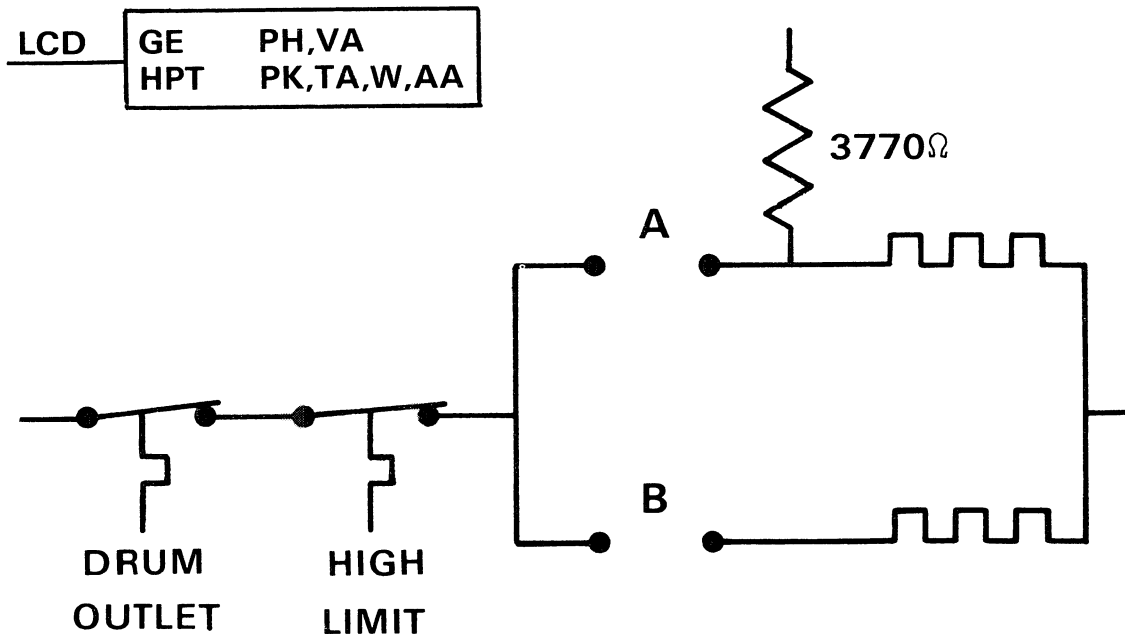 LCD
GE PH,VA
HPT PK,TA,W,AA
3770Ω
A
B
DRUM
OUTLET
HIGH
LIMIT